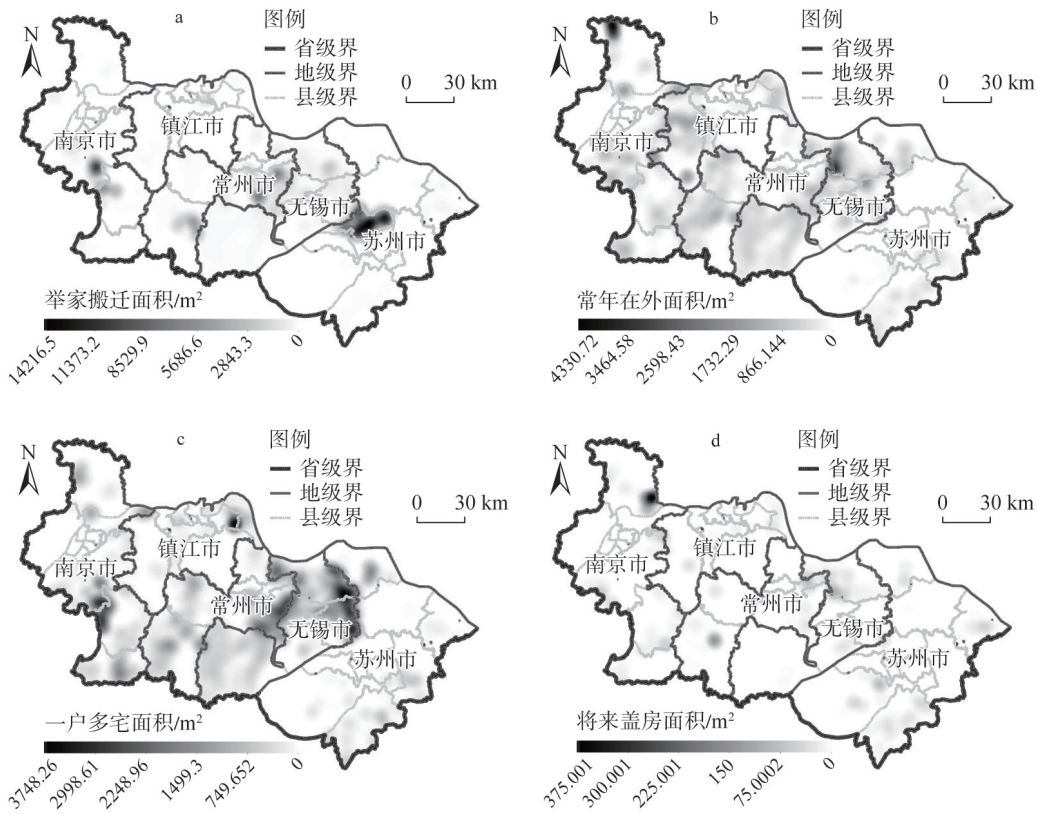 a
图例
省级界
地级界
县级界
N
0 30 km
南京市
镇江市
常州市
无锡市
苏州市
举家搬迁面积/m²
14216.5
11373.2
8529.9
5686.6
2843.3
0
b
图例
省级界
地级界
县级界
N
0 30 km
南京市
镇江市
常州市
无锡市
苏州市
常年在外面积/m²
4330.72
3464.58
2598.43
1732.29
866.144
0
c
图例
省级界
地级界
县级界
N
0 30 km
南京市
镇江市
常州市
无锡市
苏州市
一户多宅面积/m²
3748.26
2998.61
2248.96
1499.3
749.652
0
d
图例
省级界
地级界
县级界
N
0 30 km
南京市
镇江市
常州市
无锡市
苏州市
将来盖房面积/m²
375.001
300.001
225.001
150
75.0002
0